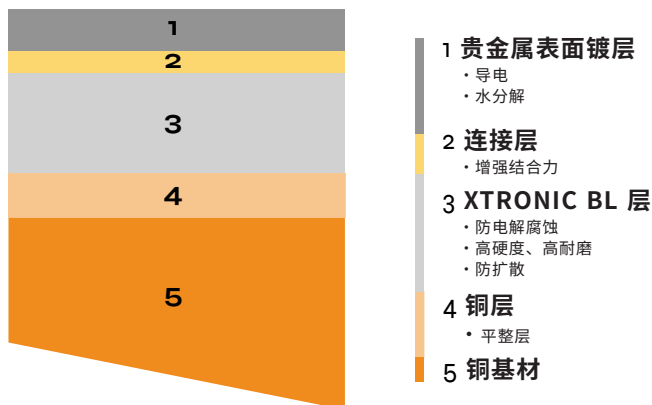 1
2
3
4
5
1 贵金属表面镀层
・导电
・水分解
2 连接层
・增强结合力
3 XTRONIC BL 层
・防电解腐蚀
・高硬度、高耐磨
・防扩散
4 铜层
• 平整层
5 铜基材